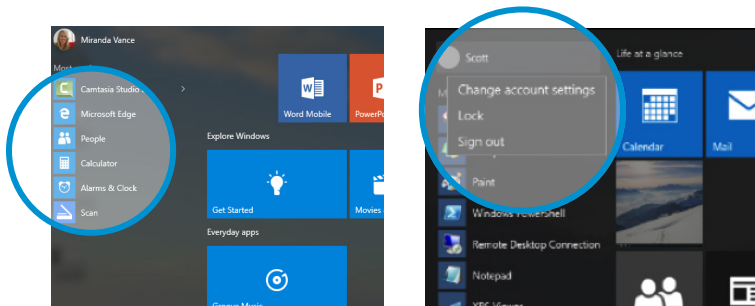 Miranda Vance
Most
Camtasia Studio
Microsoft Edge
People
Calculator
Alarms & Clock
Scan
Word Mobile
PowerPo
Explore Windows
Get Started
Movies
Everyday apps
Groove Music
Scott
Life at a glance
Change account settings
Lock
Sign out
Calendar
Mail
Paint
Windows PowerShell
Remote Desktop Connection
Notepad
XPS Viewer